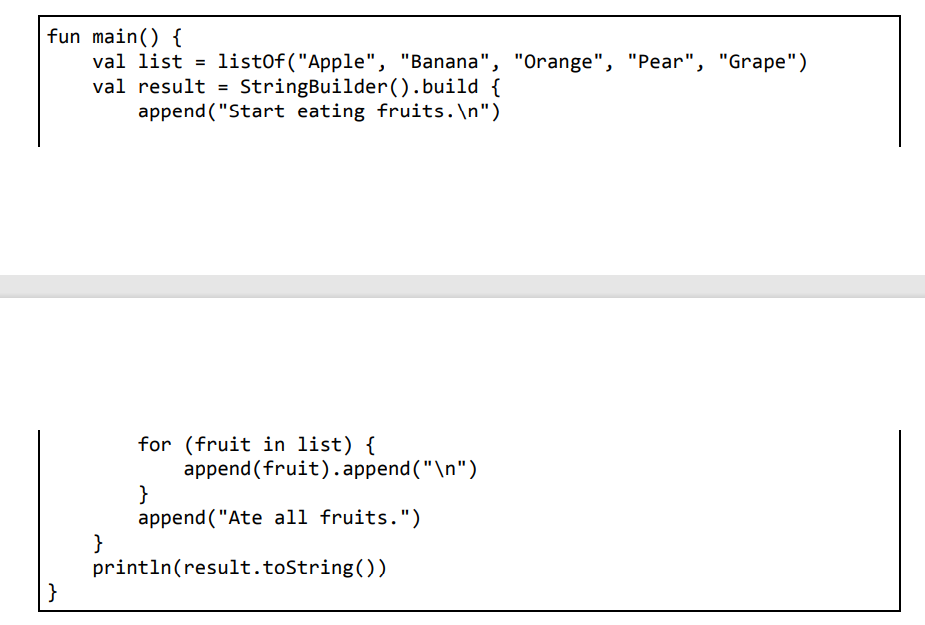 fun main() {
    val list = listOf("Apple", "Banana", "Orange", "Pear", "Grape")
    val result = StringBuilder().build {
        append("Start eating fruits.\n")
        for (fruit in list) {
            append(fruit).append("\n")
        }
        append("Ate all fruits.")
    }
    println(result.toString())
}